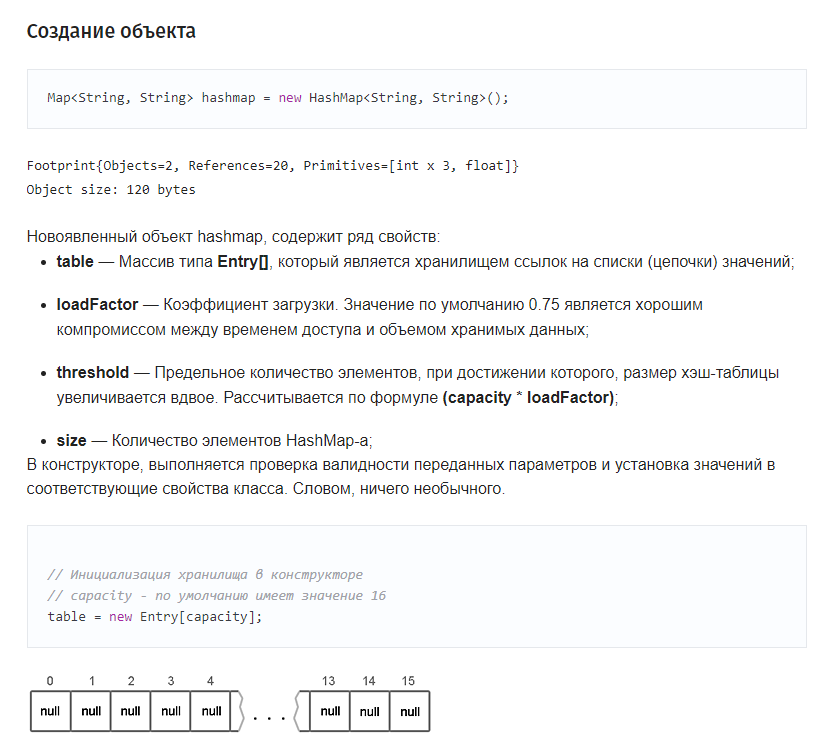 Создание объекта
Map<String, String> hashmap = new HashMap<String, String>();
Footprint{Objects=2, References=20, Primitives=[int x 3, float]}
Object size: 120 bytes
Новоявленный объект hashmap, содержит ряд свойств:
• table — Массив типа Entry[], который является хранилищем ссылок на списки (цепочки) значений;
• loadFactor — Коэффициент загрузки. Значение по умолчанию 0.75 является хорошим
компромиссом между временем доступа и объемом хранимых данных;
• threshold — Предельное количество элементов, при достижении которого, размер хэш-таблицы
увеличивается вдвое. Рассчитывается по формуле (capacity * loadFactor);
• size — Количество элементов HashMap-а;
В конструкторе, выполняется проверка валидности переданных параметров и установка значений в
соответствующие свойства класса. Словом, ничего необычного.
// Инициализация хранилища в конструкторе
// capacity - по умолчанию имеет значение 16
table = new Entry[capacity];
0 1 2 3 4 13 14 15
null null null null null . . . null null null